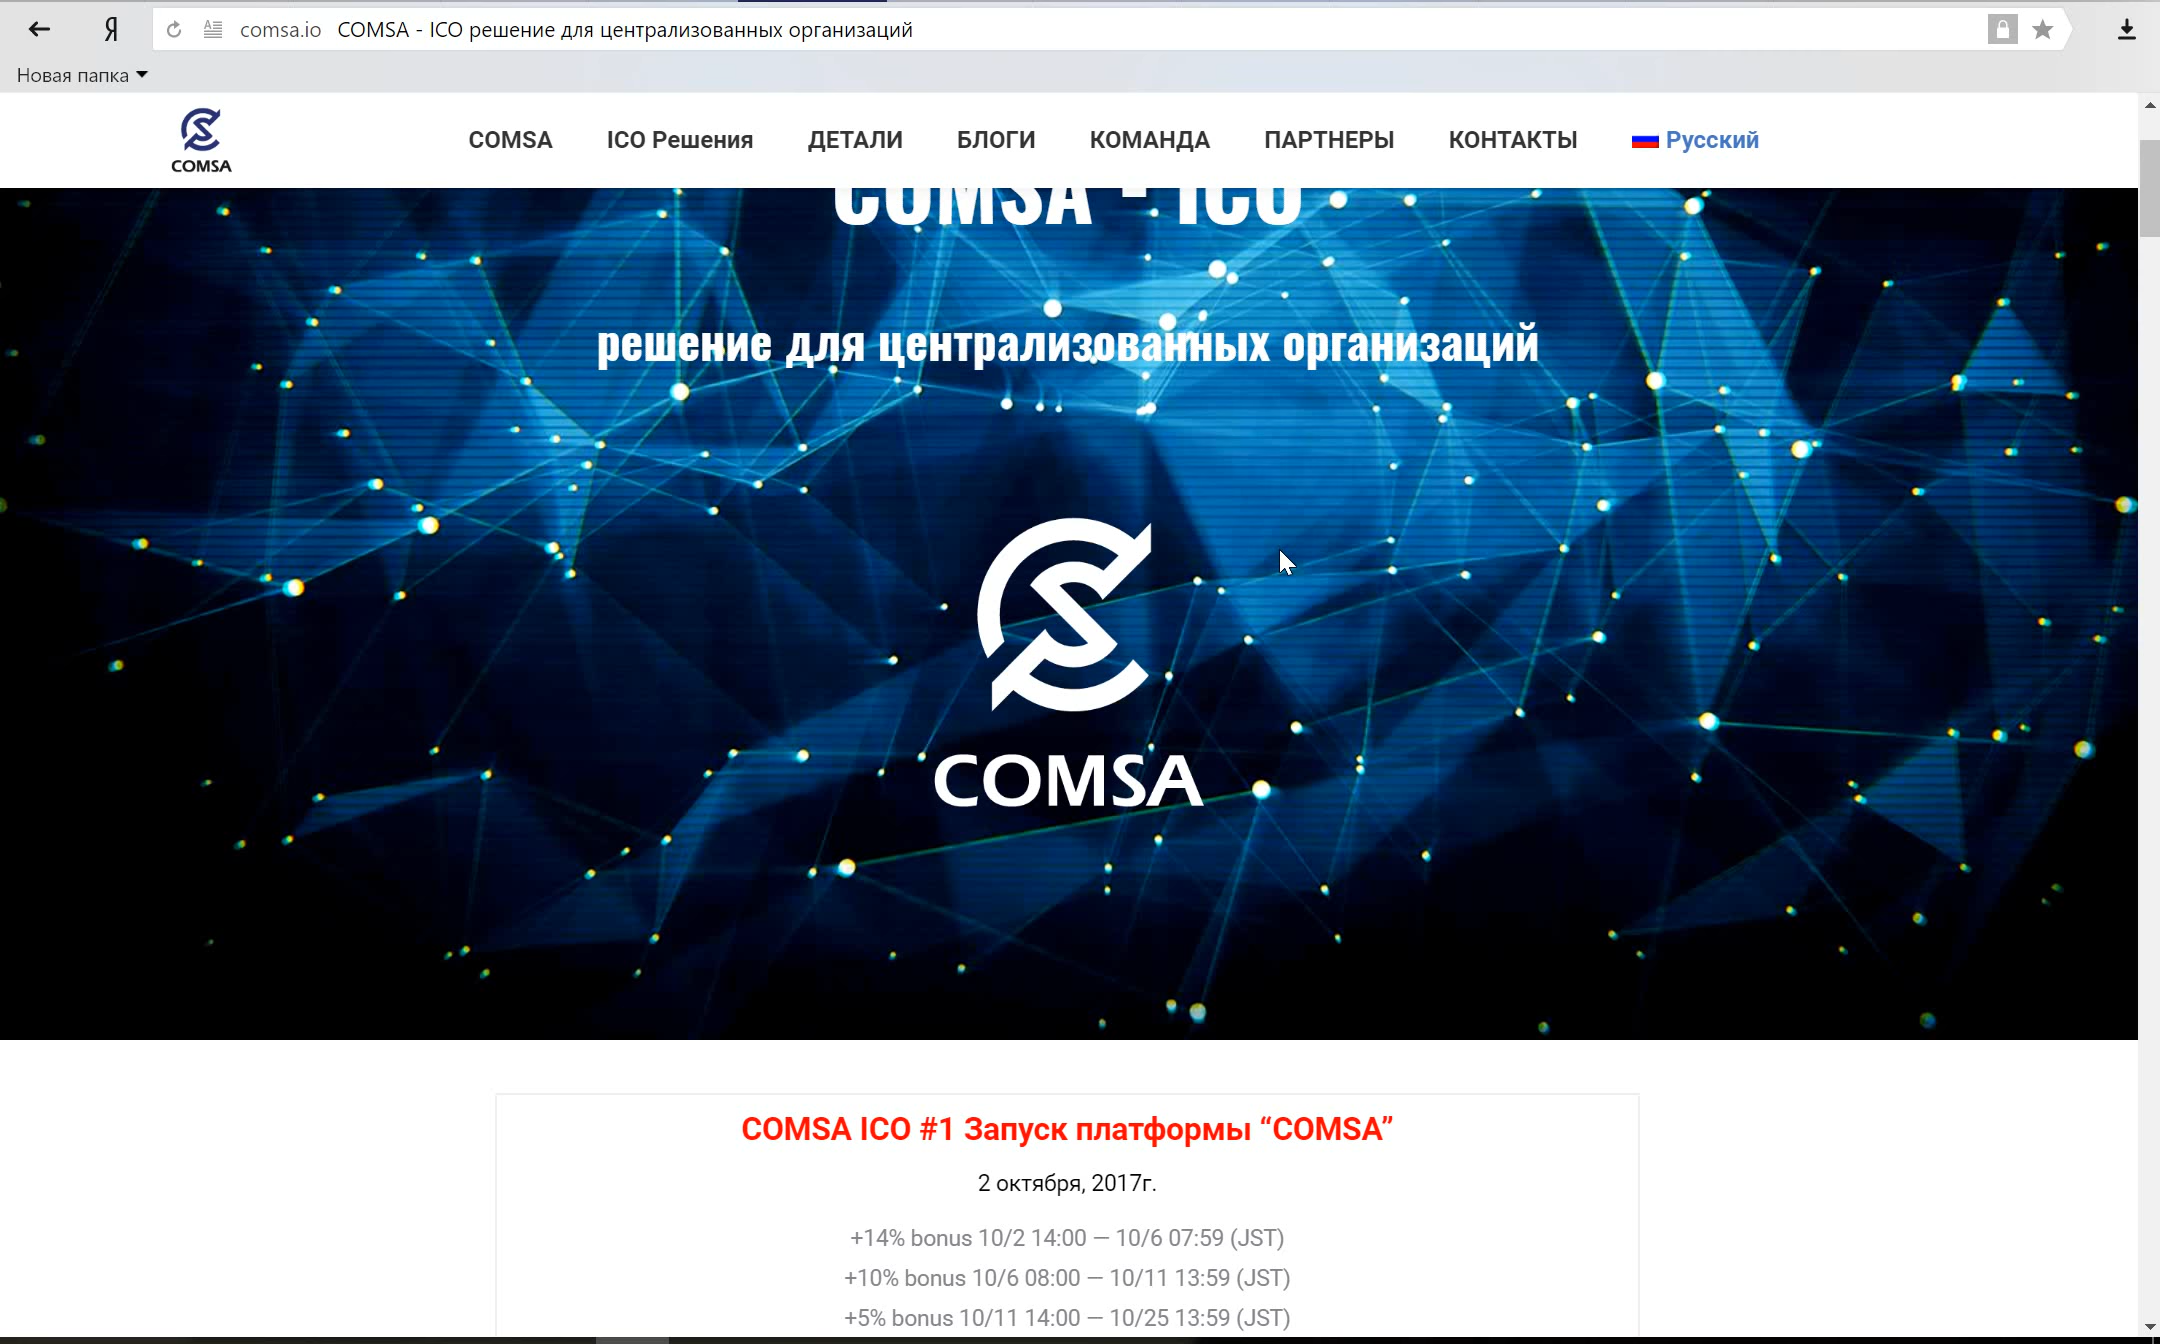 Я
comsa.io COMSA - ICO решение для централизованных организаций
Новая папка
COMSA
COMSA ICO Решения ДЕТАЛИ БЛОГИ КОМАНДА ПАРТНЕРЫ КОНТАКТЫ Русский
COMSA - ICO
решение для централизованных организаций
COMSA
COMSA ICO #1 Запуск платформы “COMSA”
2 октября, 2017г.
+14% bonus 10/2 14:00 — 10/6 07:59 (JST)
+10% bonus 10/6 08:00 — 10/11 13:59 (JST)
+5% bonus 10/11 14:00 — 10/25 13:59 (JST)